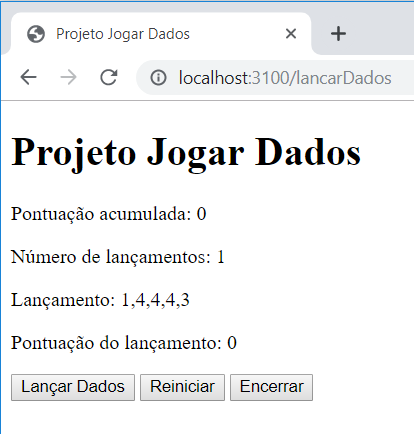 Projeto Jogar Dados
localhost:3100/lancarDados
Projeto Jogar Dados
Pontuação acumulada: 0
Número de lançamentos: 1
Lançamento: 1,4,4,4,3
Pontuação do lançamento: 0
Lançar Dados Reiniciar Encerrar